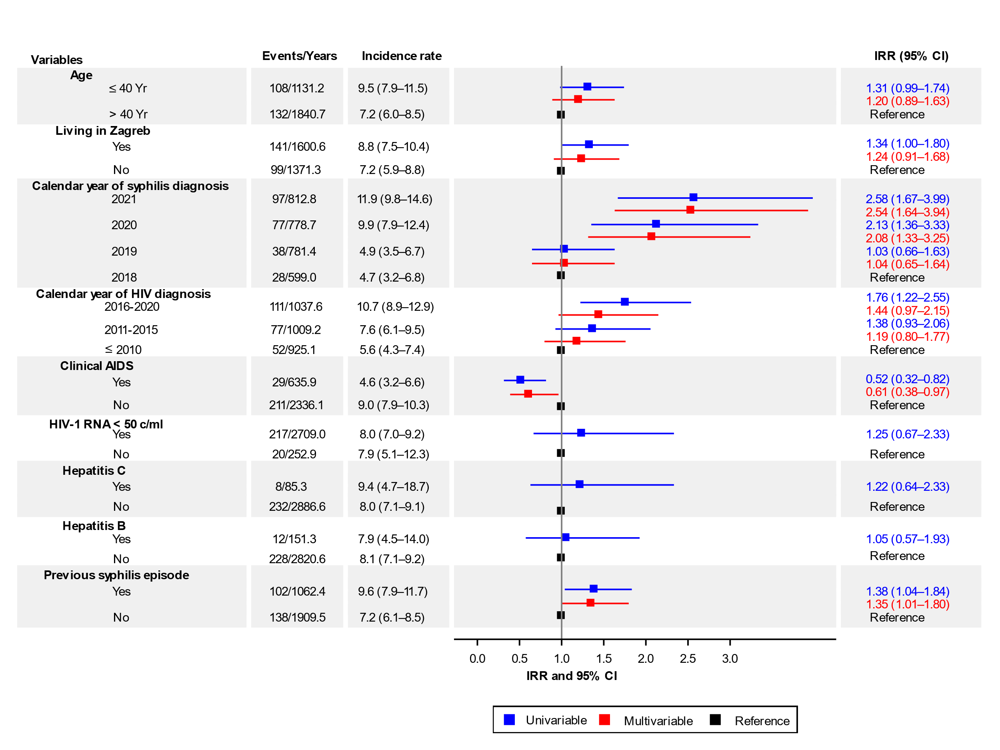 Variables Events/Years Incidence rate IRR (95% CI)
Age
≤ 40 Yr 108/1131.2 9.5 (7.9–11.5) 1.31 (0.99–1.74)
1.20 (0.89–1.63)
> 40 Yr 132/1840.7 7.2 (6.0–8.5) Reference
Living in Zagreb
Yes 141/1600.6 8.8 (7.5–10.4) 1.34 (1.00–1.80)
1.24 (0.91–1.68)
No 99/1371.3 7.2 (5.9–8.8) Reference
Calendar year of syphilis diagnosis
2021 97/812.8 11.9 (9.8–14.6) 2.58 (1.67–3.99)
2.54 (1.64–3.94)
2020 77/778.7 9.9 (7.9–12.4) 2.13 (1.36–3.33)
2.08 (1.33–3.25)
2019 38/781.4 4.9 (3.5–6.7) 1.03 (0.66–1.63)
1.04 (0.65–1.64)
2018 28/599.0 4.7 (3.2–6.8) Reference
Calendar year of HIV diagnosis
2016-2020 111/1037.6 10.7 (8.9–12.9) 1.76 (1.22–2.55)
1.44 (0.97–2.15)
2011-2015 77/1009.2 7.6 (6.1–9.5) 1.38 (0.93–2.06)
1.19 (0.80–1.77)
≤ 2010 52/925.1 5.6 (4.3–7.4) Reference
Clinical AIDS
Yes 29/635.9 4.6 (3.2–6.6) 0.52 (0.32–0.82)
0.61 (0.38–0.97)
No 211/2336.1 9.0 (7.9–10.3) Reference
HIV-1 RNA < 50 c/ml
Yes 217/2709.0 8.0 (7.0–9.2) 1.25 (0.67–2.33)
No 20/252.9 7.9 (5.1–12.3) Reference
Hepatitis C
Yes 8/85.3 9.4 (4.7–18.7) 1.22 (0.64–2.33)
No 232/2886.6 8.0 (7.1–9.1) Reference
Hepatitis B
Yes 12/151.3 7.9 (4.5–14.0) 1.05 (0.57–1.93)
No 228/2820.6 8.1 (7.1–9.2) Reference
Previous syphilis episode
Yes 102/1062.4 9.6 (7.9–11.7) 1.38 (1.04–1.84)
1.35 (1.01–1.80)
No 138/1909.5 7.2 (6.1–8.5) Reference
0.0 0.5 1.0 1.5 2.0 2.5 3.0
IRR and 95% CI
Univariable Multivariable Reference